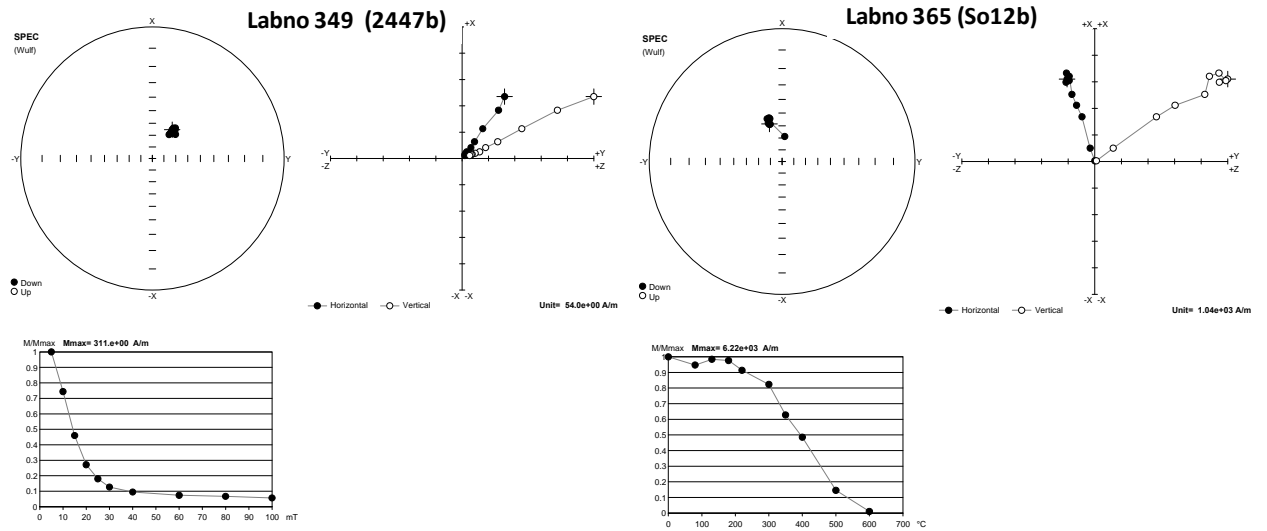 Labno 349 (2447b)
SPEC
(Wulf)
X
-Y
Y
-X
Down
Up
+X
-Y
-Z
+Y
+Z
-X -X
Horizontal
Vertical
Unit= 54.0e+00 A/m
M/Mmax Mmax= 311.e+00 A/m
1
0.9
0.8
0.7
0.6
0.5
0.4
0.3
0.2
0.1
0
0 10 20 30 40 50 60 70 80 90 100 mT
Labno 365 (So12b)
SPEC
(Wulf)
X
-Y
Y
-X
Down
Up
+X +X
-Y
-Z
+Y
+Z
-X -X
Horizontal
Vertical
Unit= 1.04e+03 A/m
M/Mmax Mmax= 6.22e+03 A/m
1
0.9
0.8
0.7
0.6
0.5
0.4
0.3
0.2
0.1
0
0 100 200 300 400 500 600 700 °C